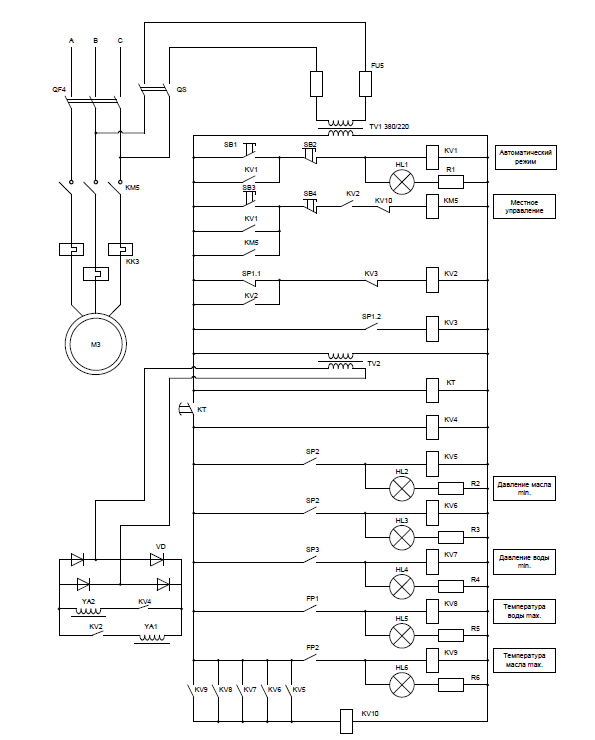 A B C
FU5
QF4
QS
TV1 380/220
SB1
SB2
KV1
Автоматический
режим
HL1
R1
KV1
SB3
KM5
SB4
KV2
KV10
KM5
Местное
управление
KV1
KM5
KK3
SP1.1
KV3
KV2
KV2
SP1.2
KV3
M3
TV2
KT
KT
KV4
SP2
KV5
HL2
R2
Давление масла
min.
SP2
KV6
HL3
R3
VD
SP3
KV7
Давление воды
min.
HL4
R4
YA2
KV4
FP1
KV8
Температура
воды max.
KV2
YA1
HL5
R5
FP2
KV9
Температура
масла max.
HL6
R6
KV9 KV8 KV7 KV6 KV5
KV10